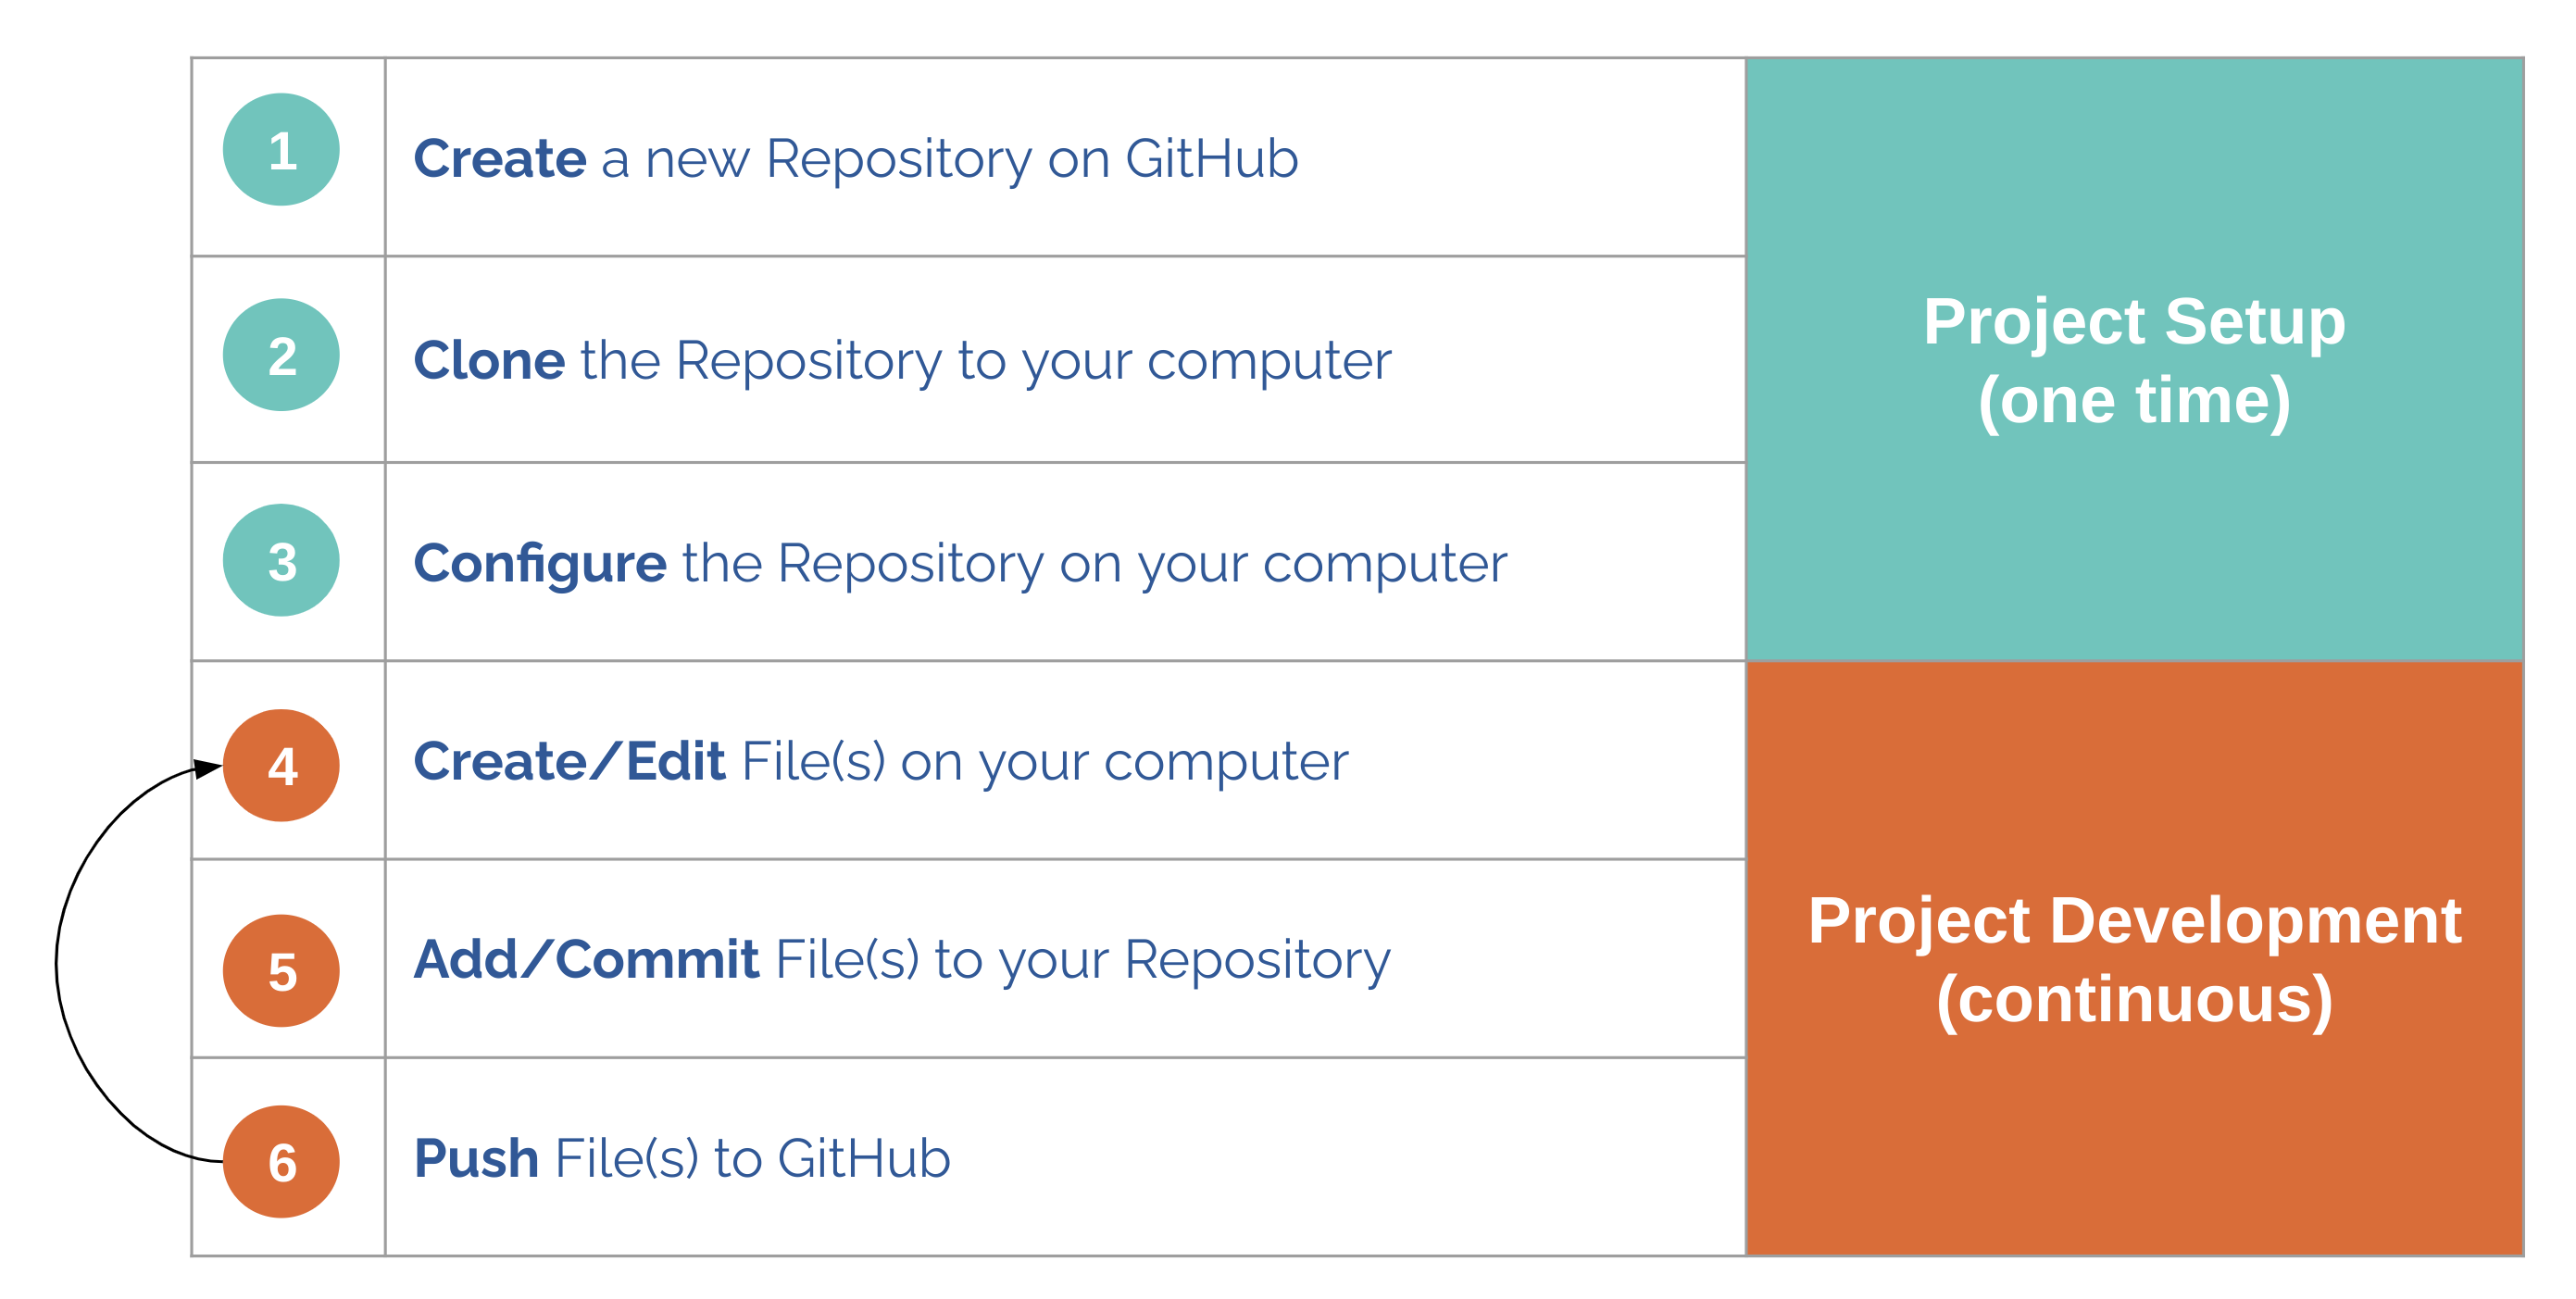 1
Create a new Repository on GitHub
2
Clone the Repository to your computer
3
Configure the Repository on your computer
Project Setup
(one time)
4
Create/Edit File(s) on your computer
5
Add/Commit File(s) to your Repository
6
Push File(s) to GitHub
Project Development
(continuous)